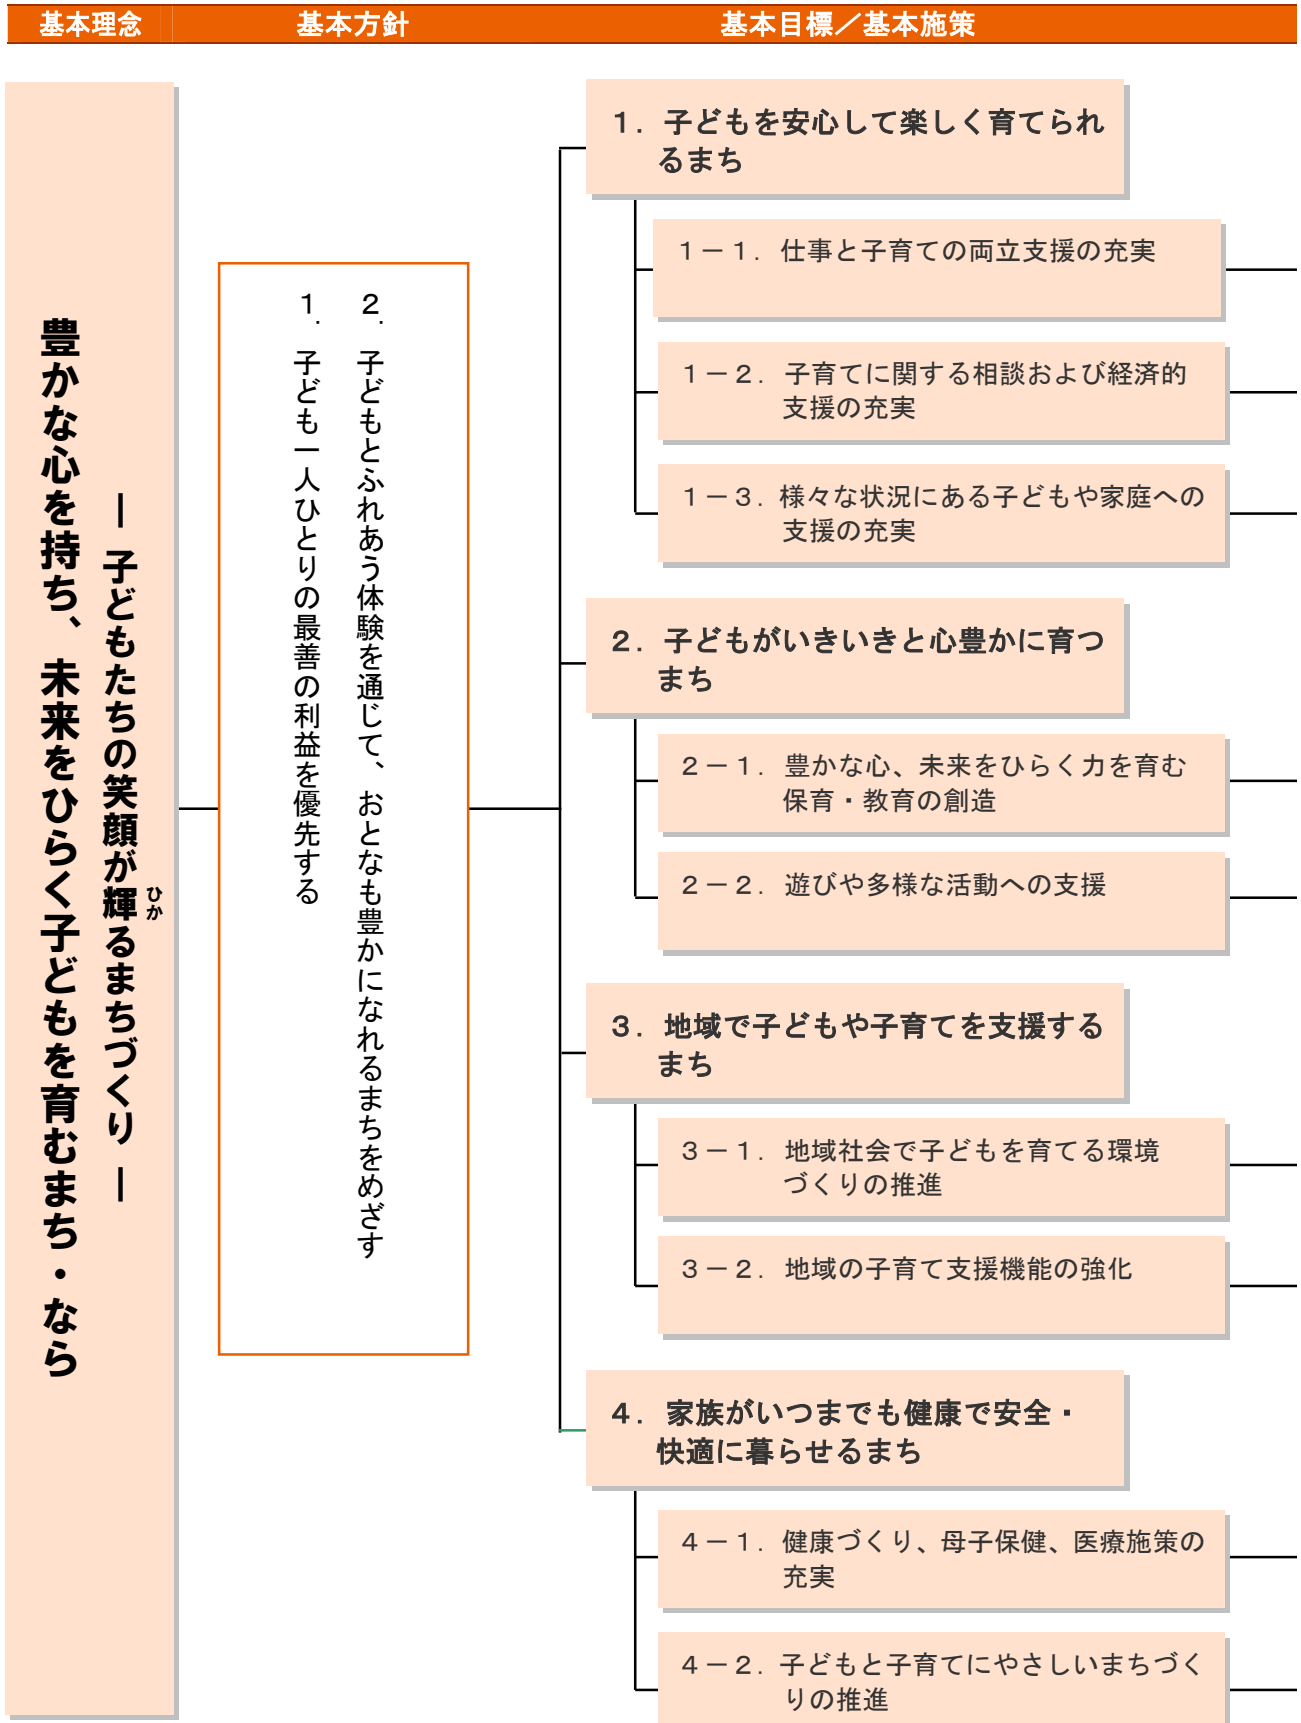 基本理念
基本方針
基本目標／基本施策
豊かな心を持ち、未来をひらく子どもを育むまち・なら
― 子どもたちの笑顔が輝るまちづくり ―
ひか
1. 子ども一人ひとりの最善の利益を優先する
2. 子どもとふれあう体験を通じて、おとなも豊かになれるまちをめざす
1．子どもを安心して楽しく育てられ
るまち
1－1．仕事と子育ての両立支援の充実
1－2．子育てに関する相談および経済的
支援の充実
1－3．様々な状況にある子どもや家庭への
支援の充実
2．子どもがいきいきと心豊かに育つ
まち
2－1．豊かな心、未来をひらく力を育む
保育・教育の創造
2－2．遊びや多様な活動への支援
3．地域で子どもや子育てを支援する
まち
3－1．地域社会で子どもを育てる環境
づくりの推進
3－2．地域の子育て支援機能の強化
4．家族がいつまでも健康で安全・
快適に暮らせるまち
4－1．健康づくり、母子保健、医療施策の
充実
4－2．子どもと子育てにやさしいまちづく
りの推進